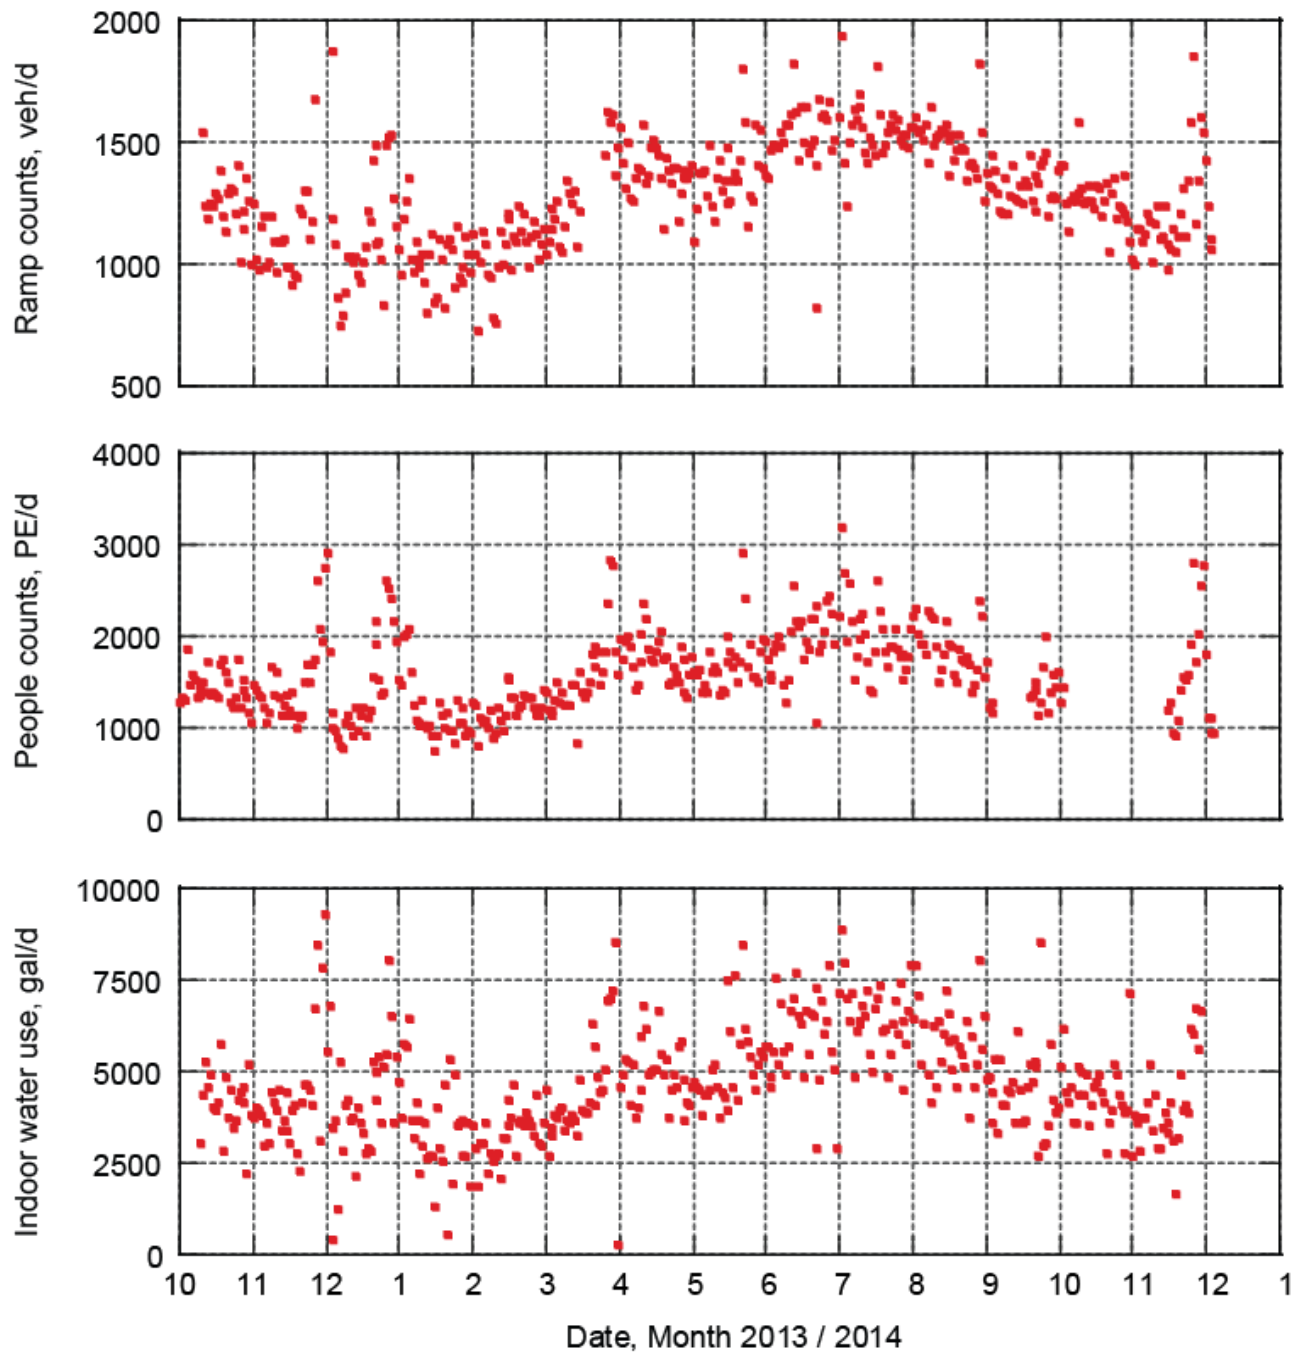 2000
1500
1000
500
Ramp counts, veh/d
4000
3000
2000
1000
0
People counts, PE/d
10000
7500
5000
2500
0
Indoor water use, gal/d
10 11 12 1 2 3 4 5 6 7 8 9 10 11 12 1
Date, Month 2013 / 2014